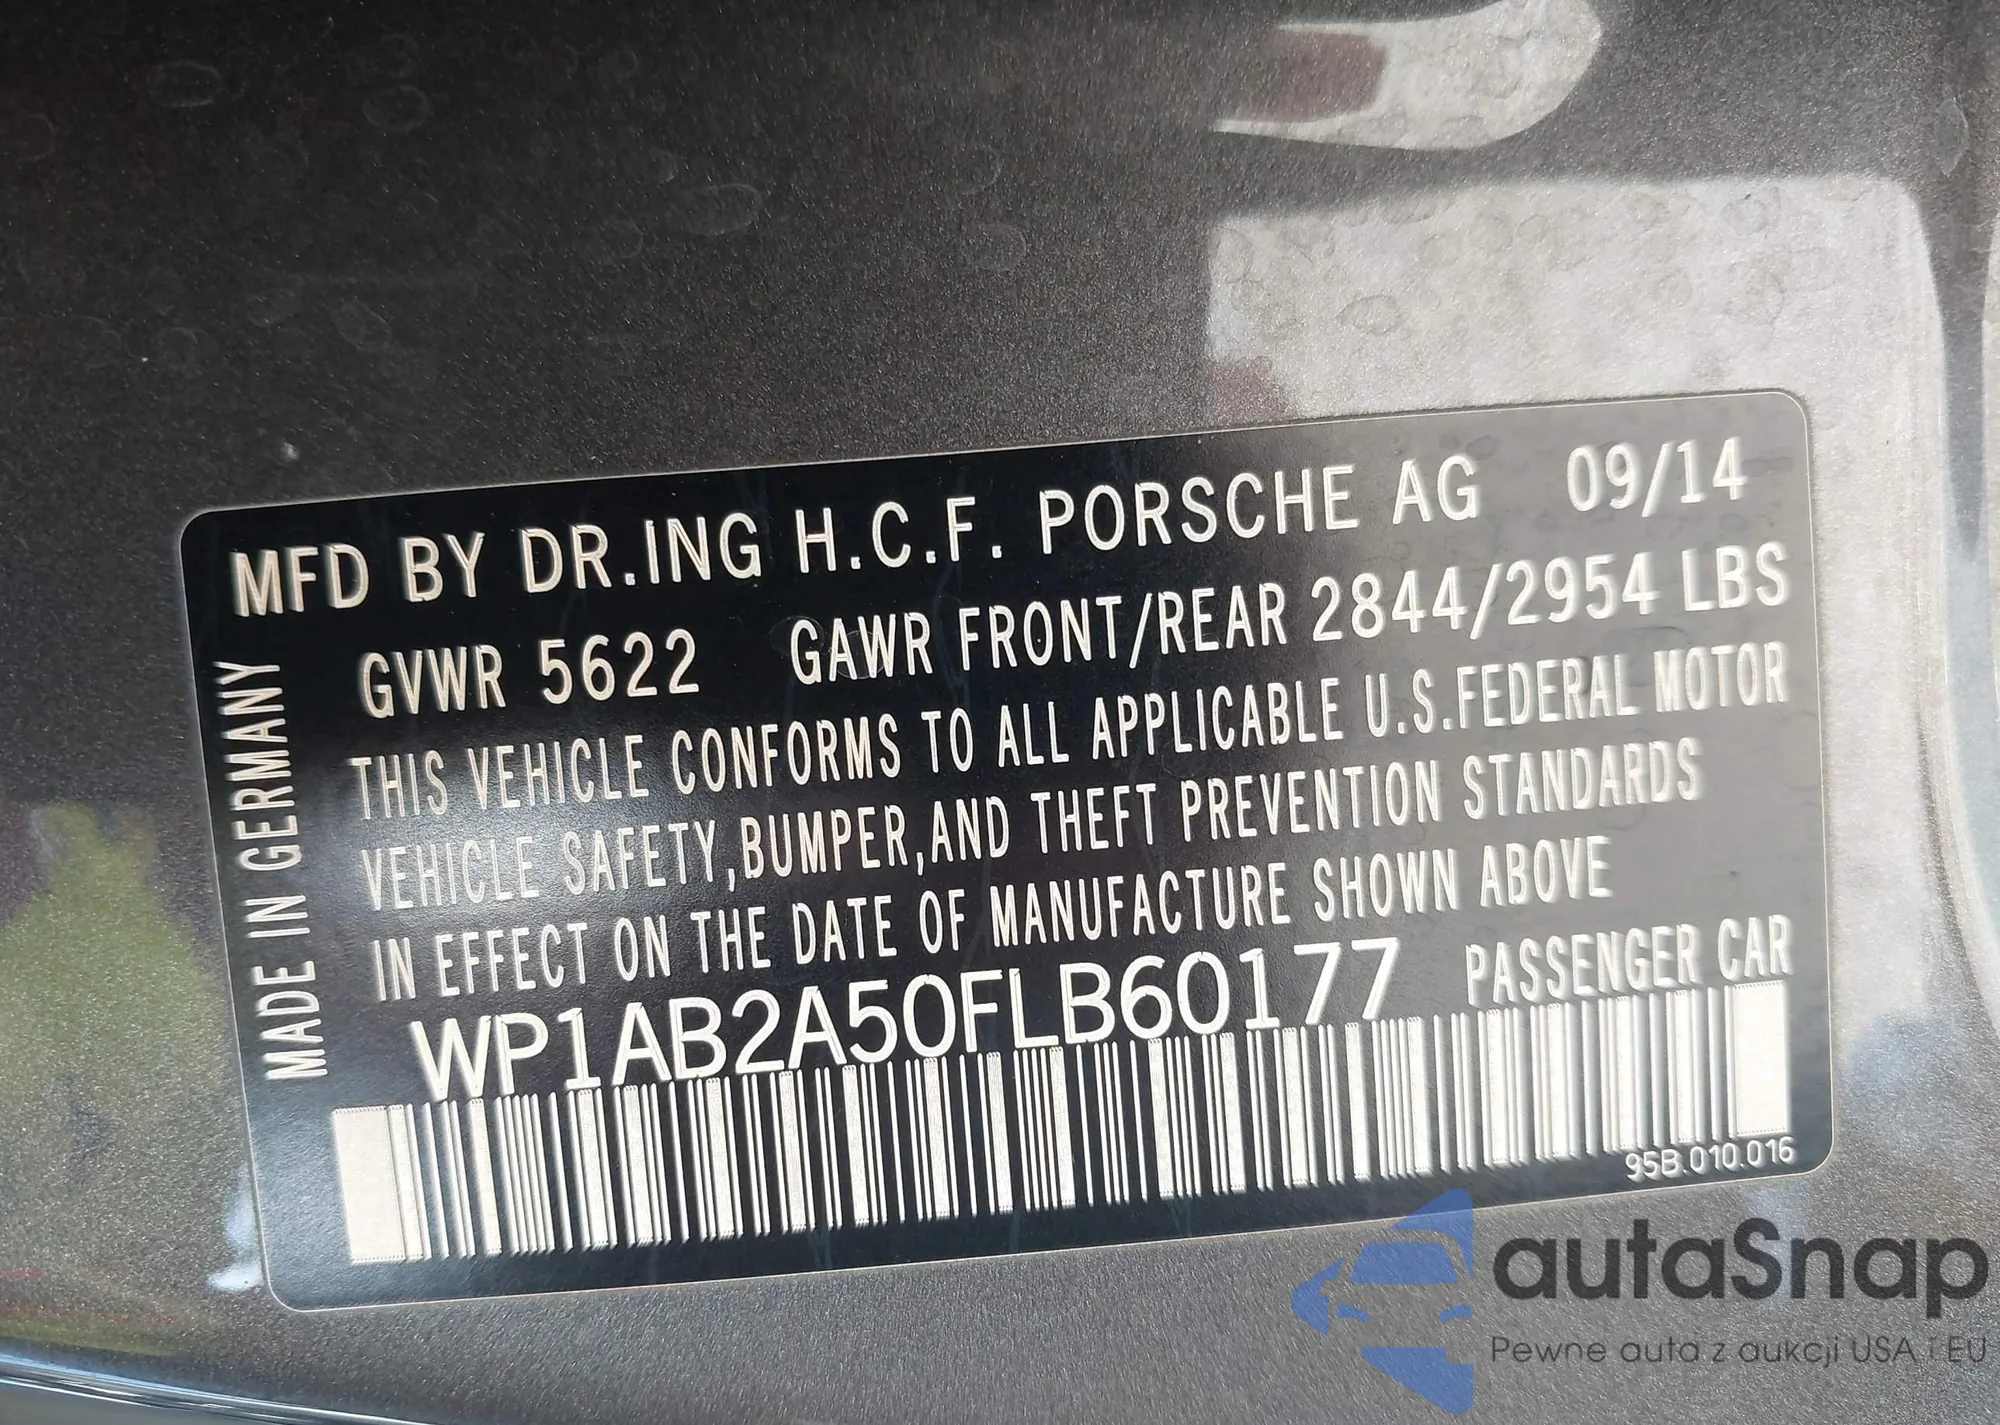 MFD BY DR.ING H.C.F. PORSCHE AG 09/14
GVWR 5622 GAWR FRONT/REAR 2844/2954 LBS
THIS VEHICLE CONFORMS TO ALL APPLICABLE U.S.FEDERAL MOTOR
VEHICLE SAFETY,BUMPER,AND THEFT PREVENTION STANDARDS
IN EFFECT ON THE DATE OF MANUFACTURE SHOWN ABOVE
WP1AB2A50FLB60177 PASSENGER CAR
MADE IN GERMANY
95B.010.016
autaSnap
Pewne auta z aukcji USA i EU